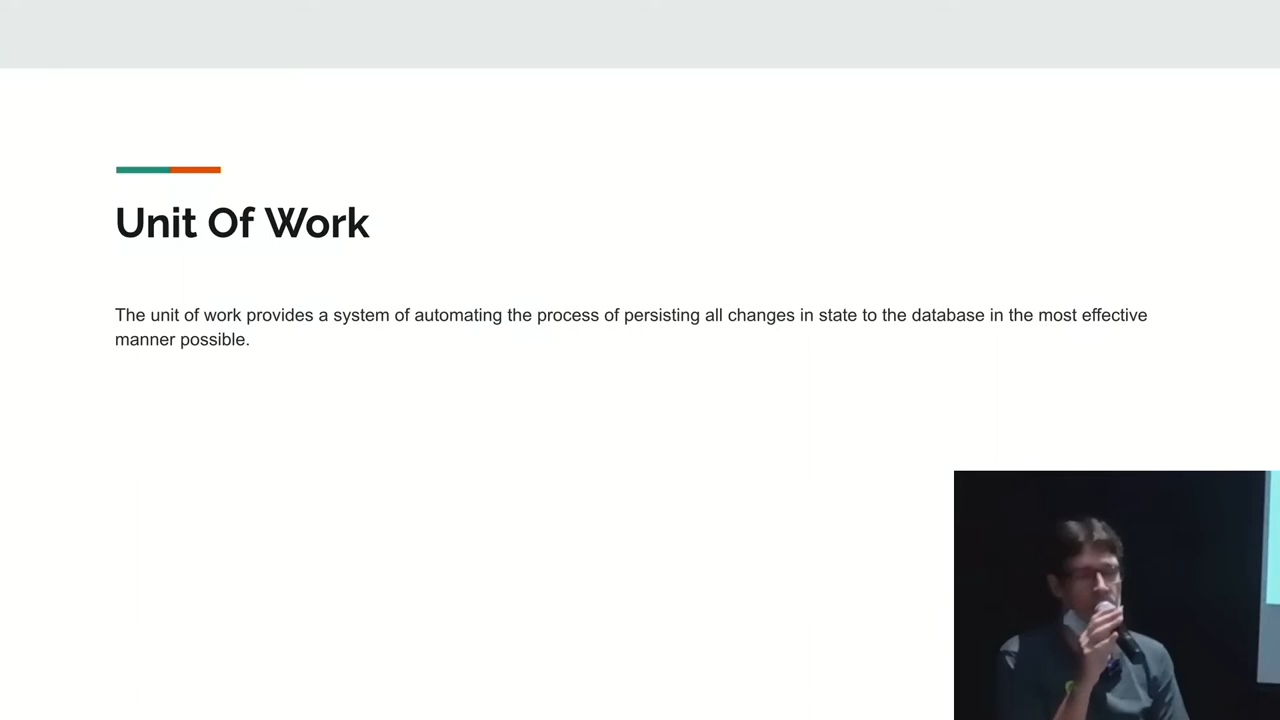 Unit Of Work
The unit of work provides a system of automating the process of persisting all changes in state to the database in the most effective
manner possible.